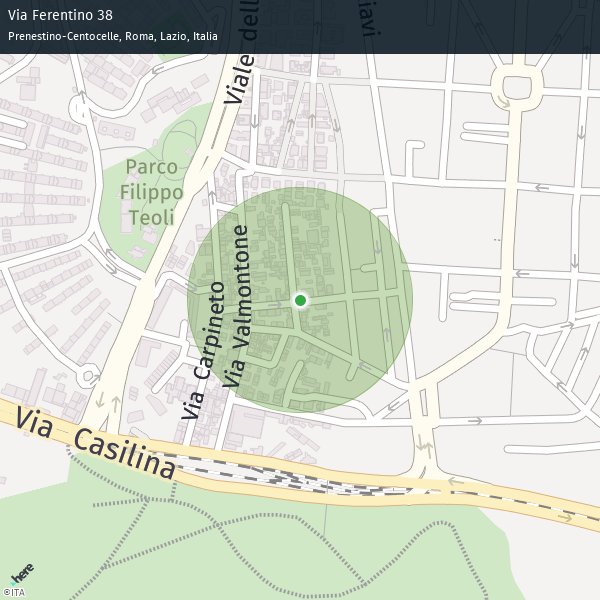 Via Ferentino 38
Prenestino-Centocelle, Roma, Lazio, Italia
Viale dell
iavi
Parco
Filippo
Teoli
Via Carpineto
Via Valmontone
Via Casilina
here
©ITA